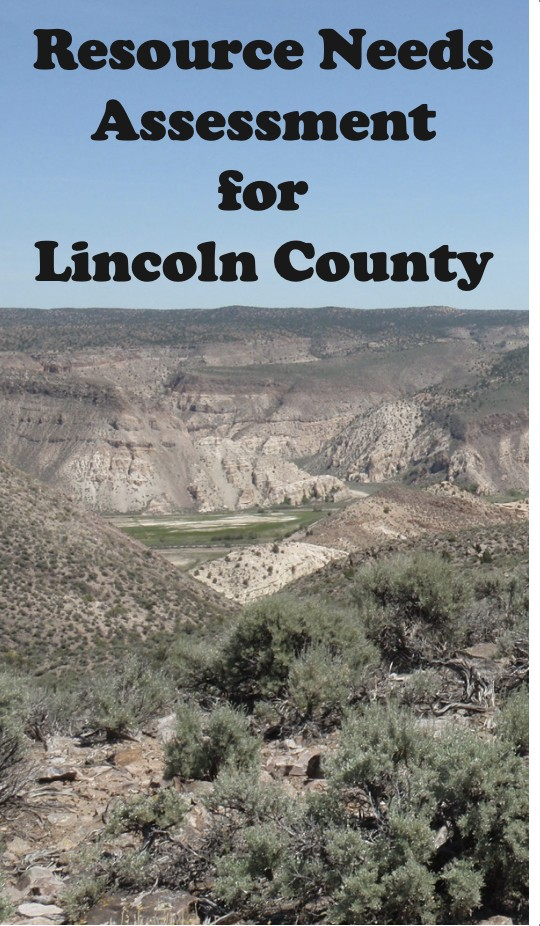 Resource Needs
Assessment
for
Lincoln County